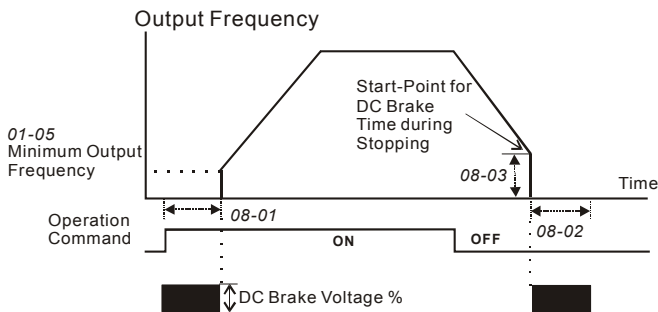 Output Frequency
01-05
Minimum Output
Frequency
Start-Point for
DC Brake
Time during
Stopping
08-03
Time
08-01
08-02
Operation
Command
ON
OFF
DC Brake Voltage %